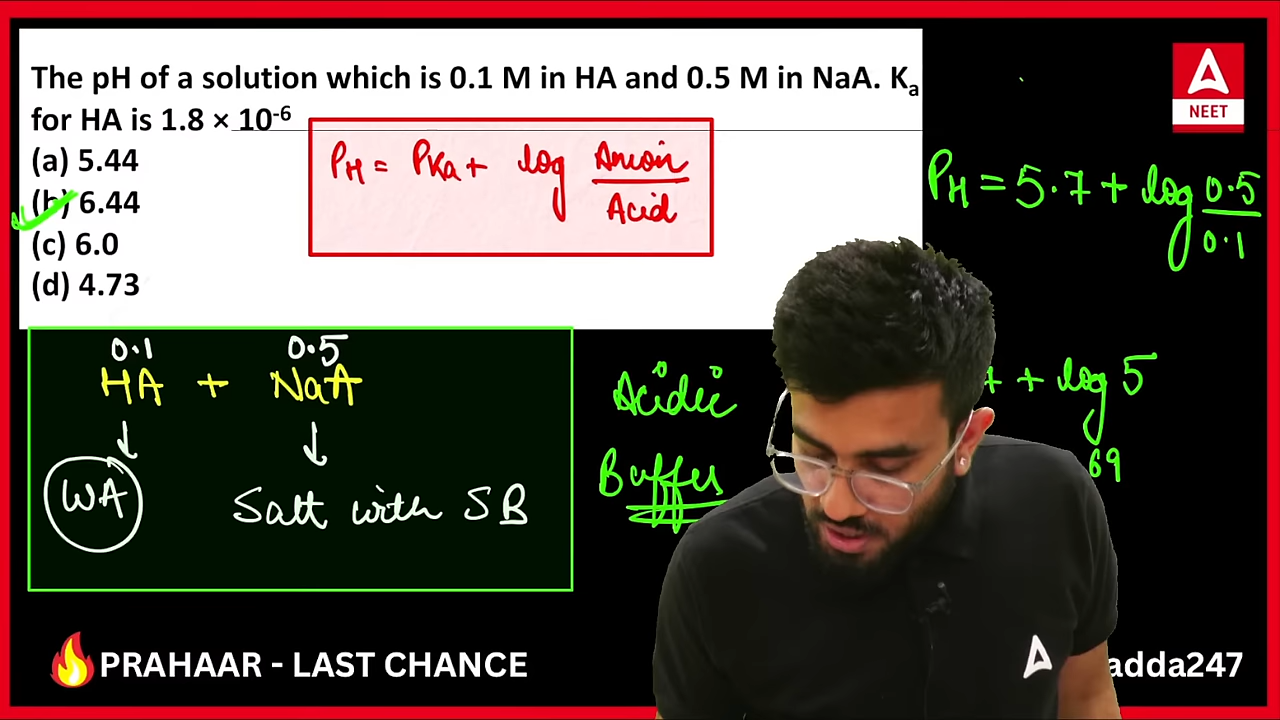 The pH of a solution which is 0.1 M in HA and 0.5 M in NaA. Kₐ
for HA is 1.8 × 10⁻⁶
(a) 5.44
(b) 6.44
(c) 6.0
(d) 4.73
PH = PKa + log Anion/Acid
NEET
PH = 5.7 + log 0.5/0.1
0.1 0.5
HA + NaA
↓ ↓
WA Salt with SB
Acidic
Buffer
+ log 5
69
PRAHAAR - LAST CHANCE
adda247